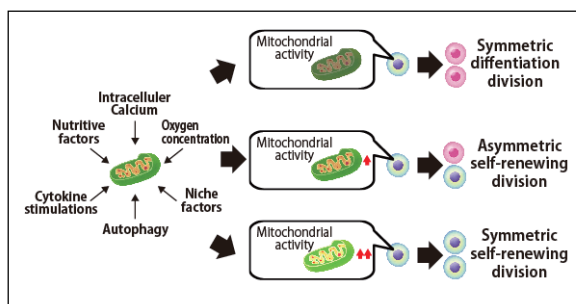 Intraceller
Calcium
Nutritive
factors
Oxygen
concentration
Cytokine
stimulations
Niche
factors
Autophagy
Mitochondrial
activity
Symmetric
diffentiation
division
Mitochondrial
activity
Asymmetric
self-renewing
division
Mitochondrial
activity
Symmetric
self-renewing
division